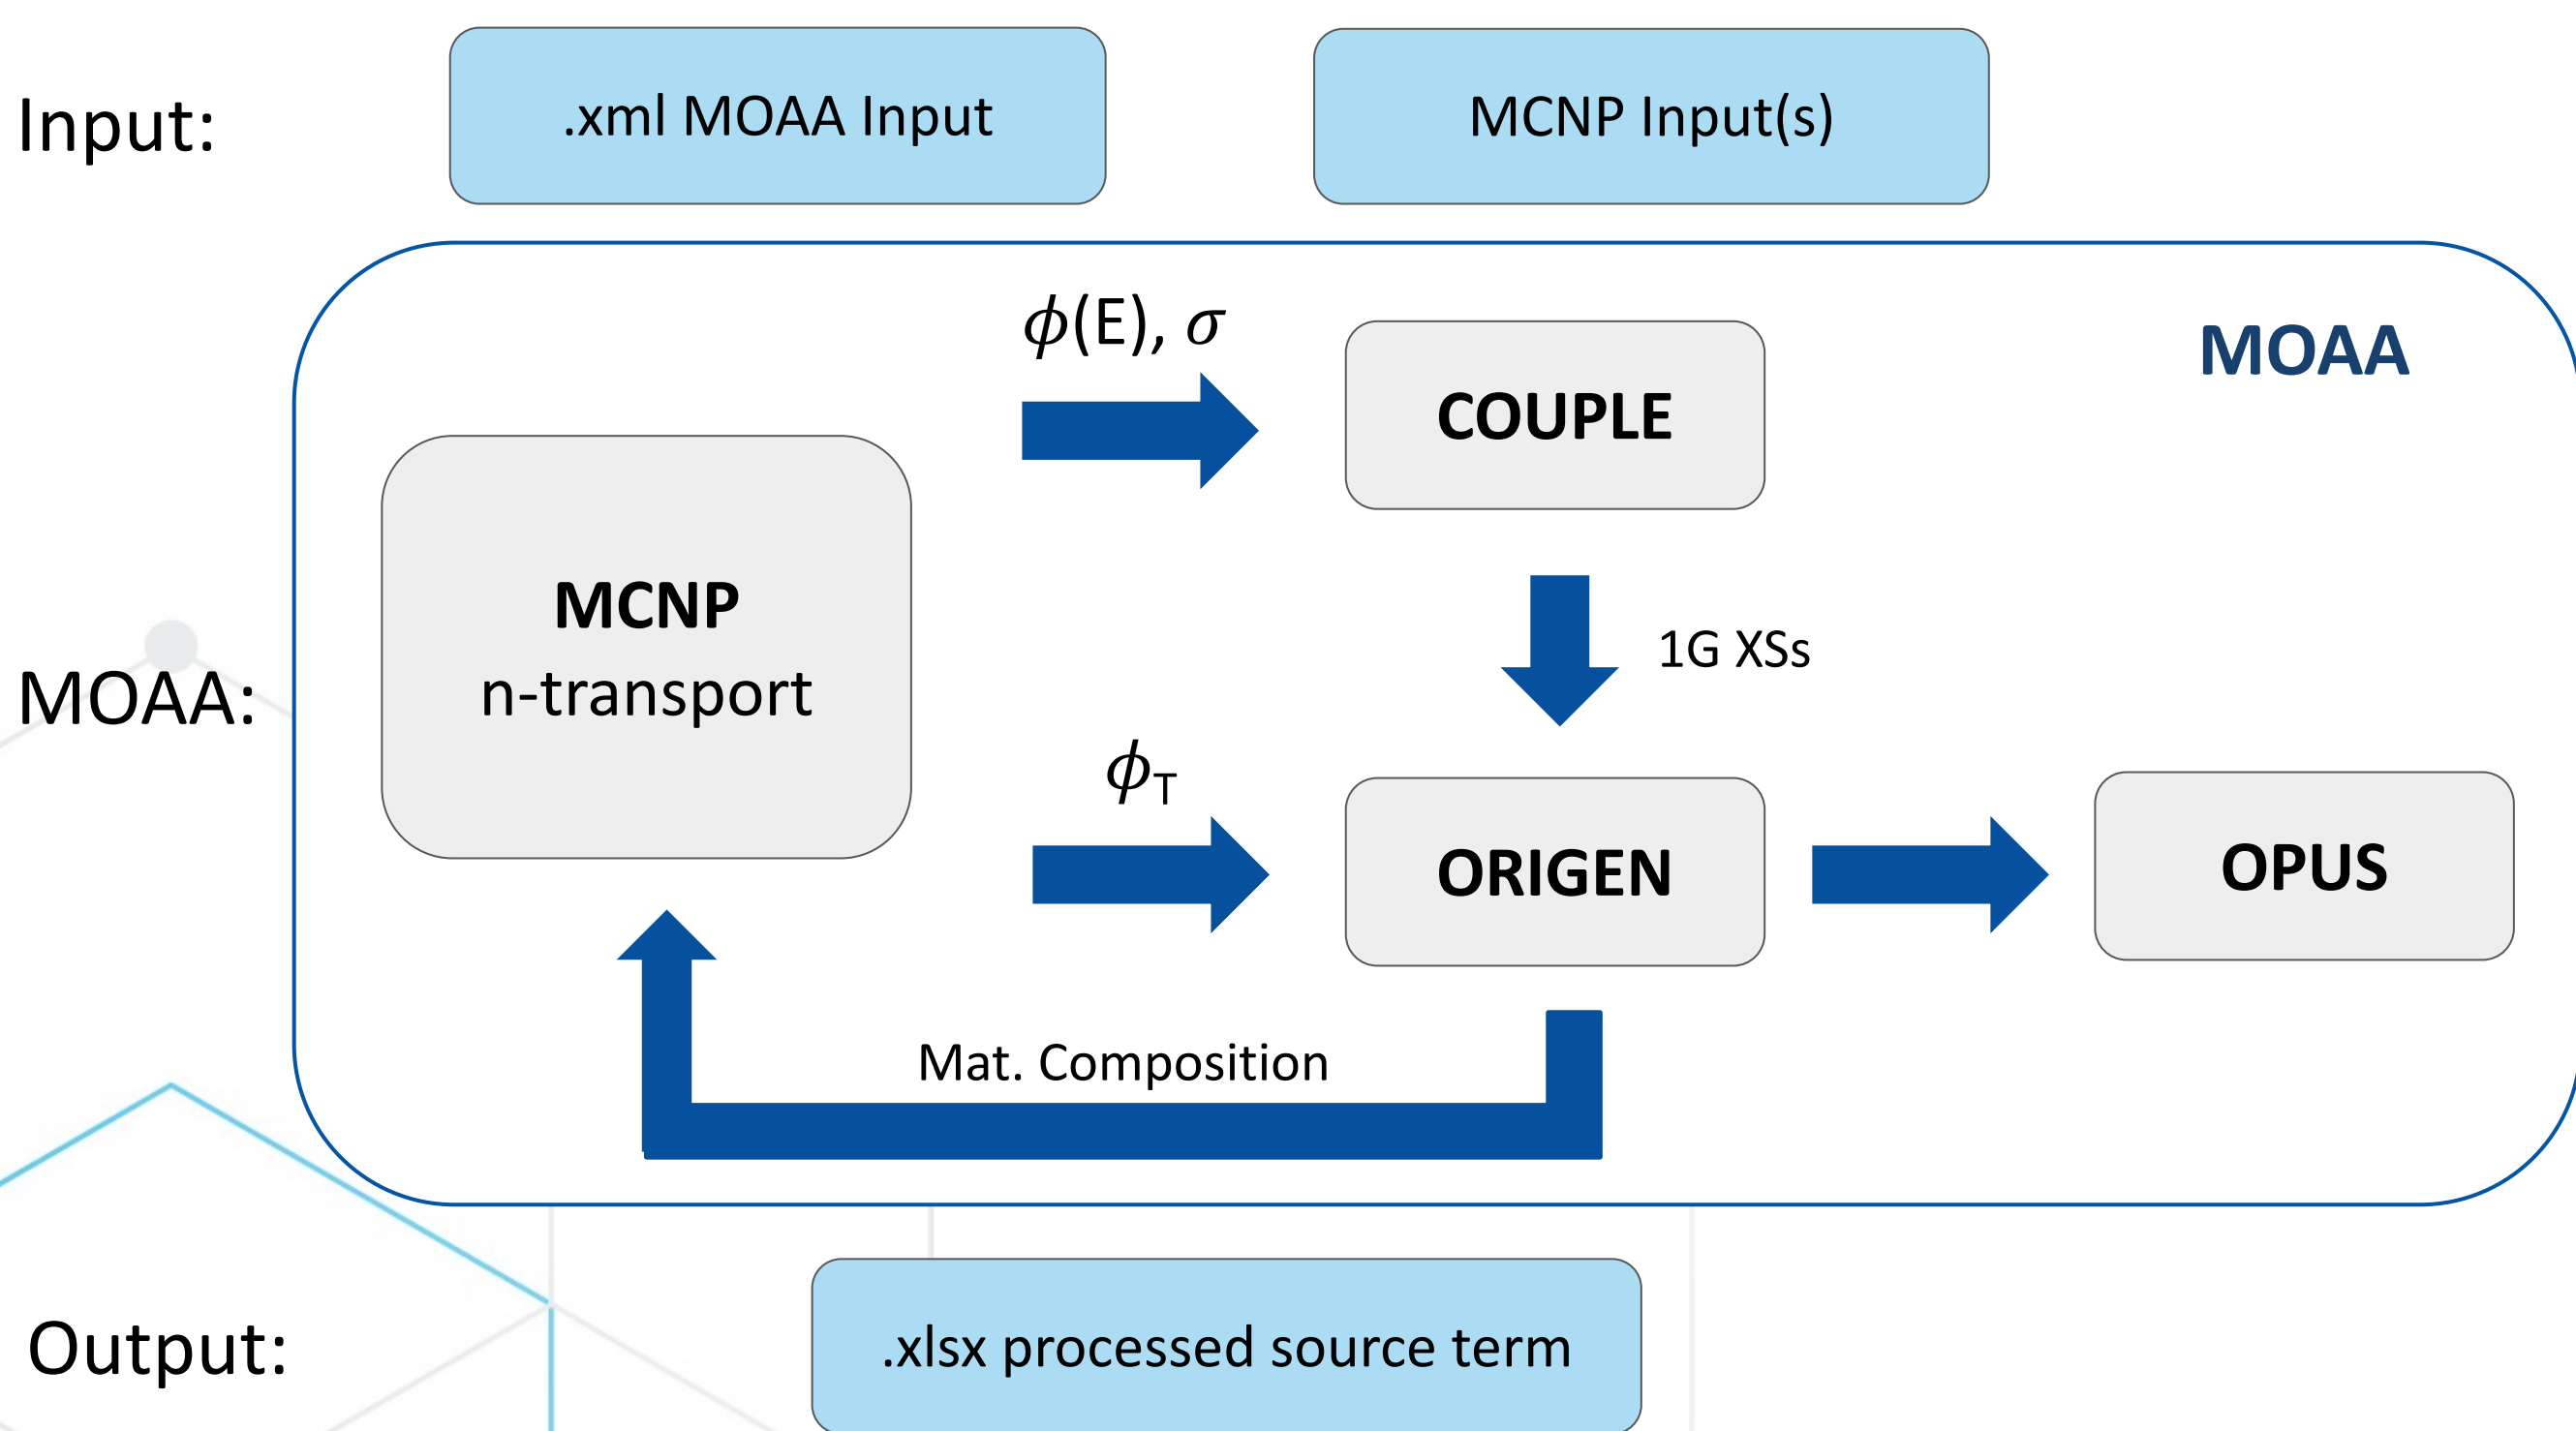 Input:
.xml MOAA Input
MCNP Input(s)
MOAA:
MOAA
𝜙(E), 𝜎
COUPLE
MCNP
n-transport
1G XSs
𝜙T
ORIGEN
OPUS
Mat. Composition
Output:
.xlsx processed source term